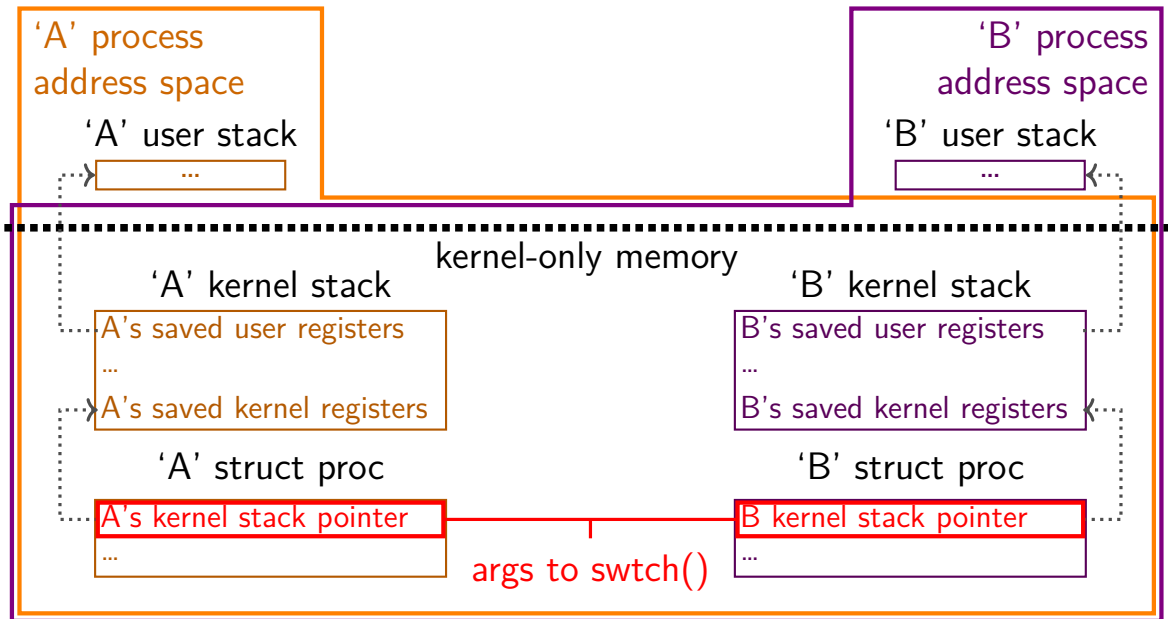 ‘A’ process
address space
‘B’ process
address space
‘A’ user stack
...
‘B’ user stack
...
kernel-only memory
‘A’ kernel stack
A's saved user registers
...
A's saved kernel registers
‘B’ kernel stack
B's saved user registers
...
B's saved kernel registers
‘A’ struct proc
A's kernel stack pointer
...
‘B’ struct proc
B kernel stack pointer
...
args to swtch()